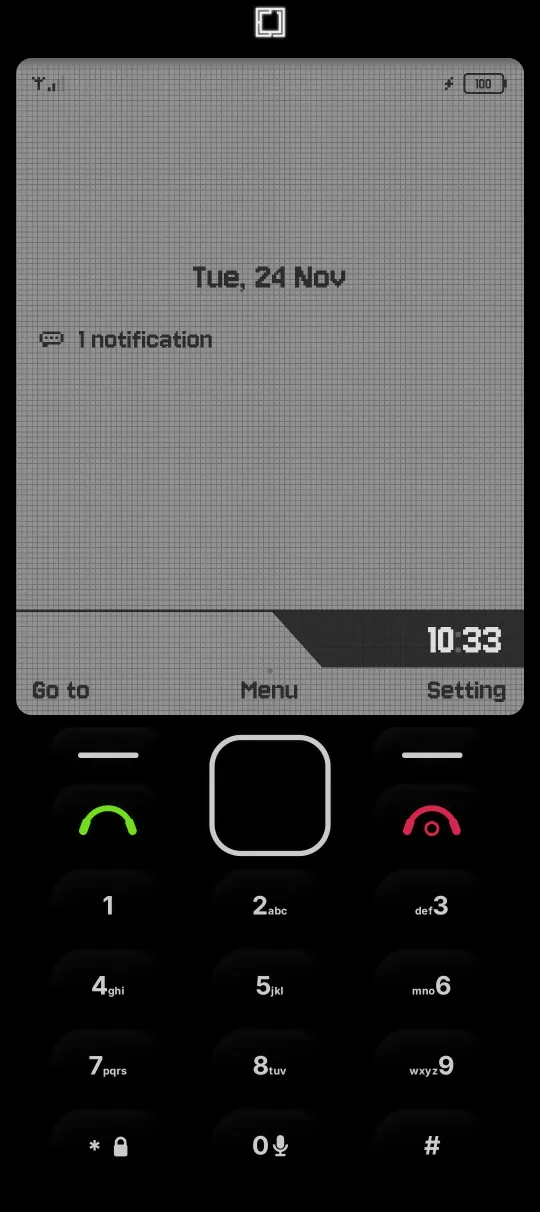 100
Tue, 24 Nov
1 notification
10:33
Go to Menu Setting
1 2abc def3
4ghi 5jkl mno6
7pqrs 8tuv wxyz9
* 0 #